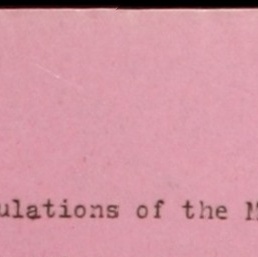 ulations of the M